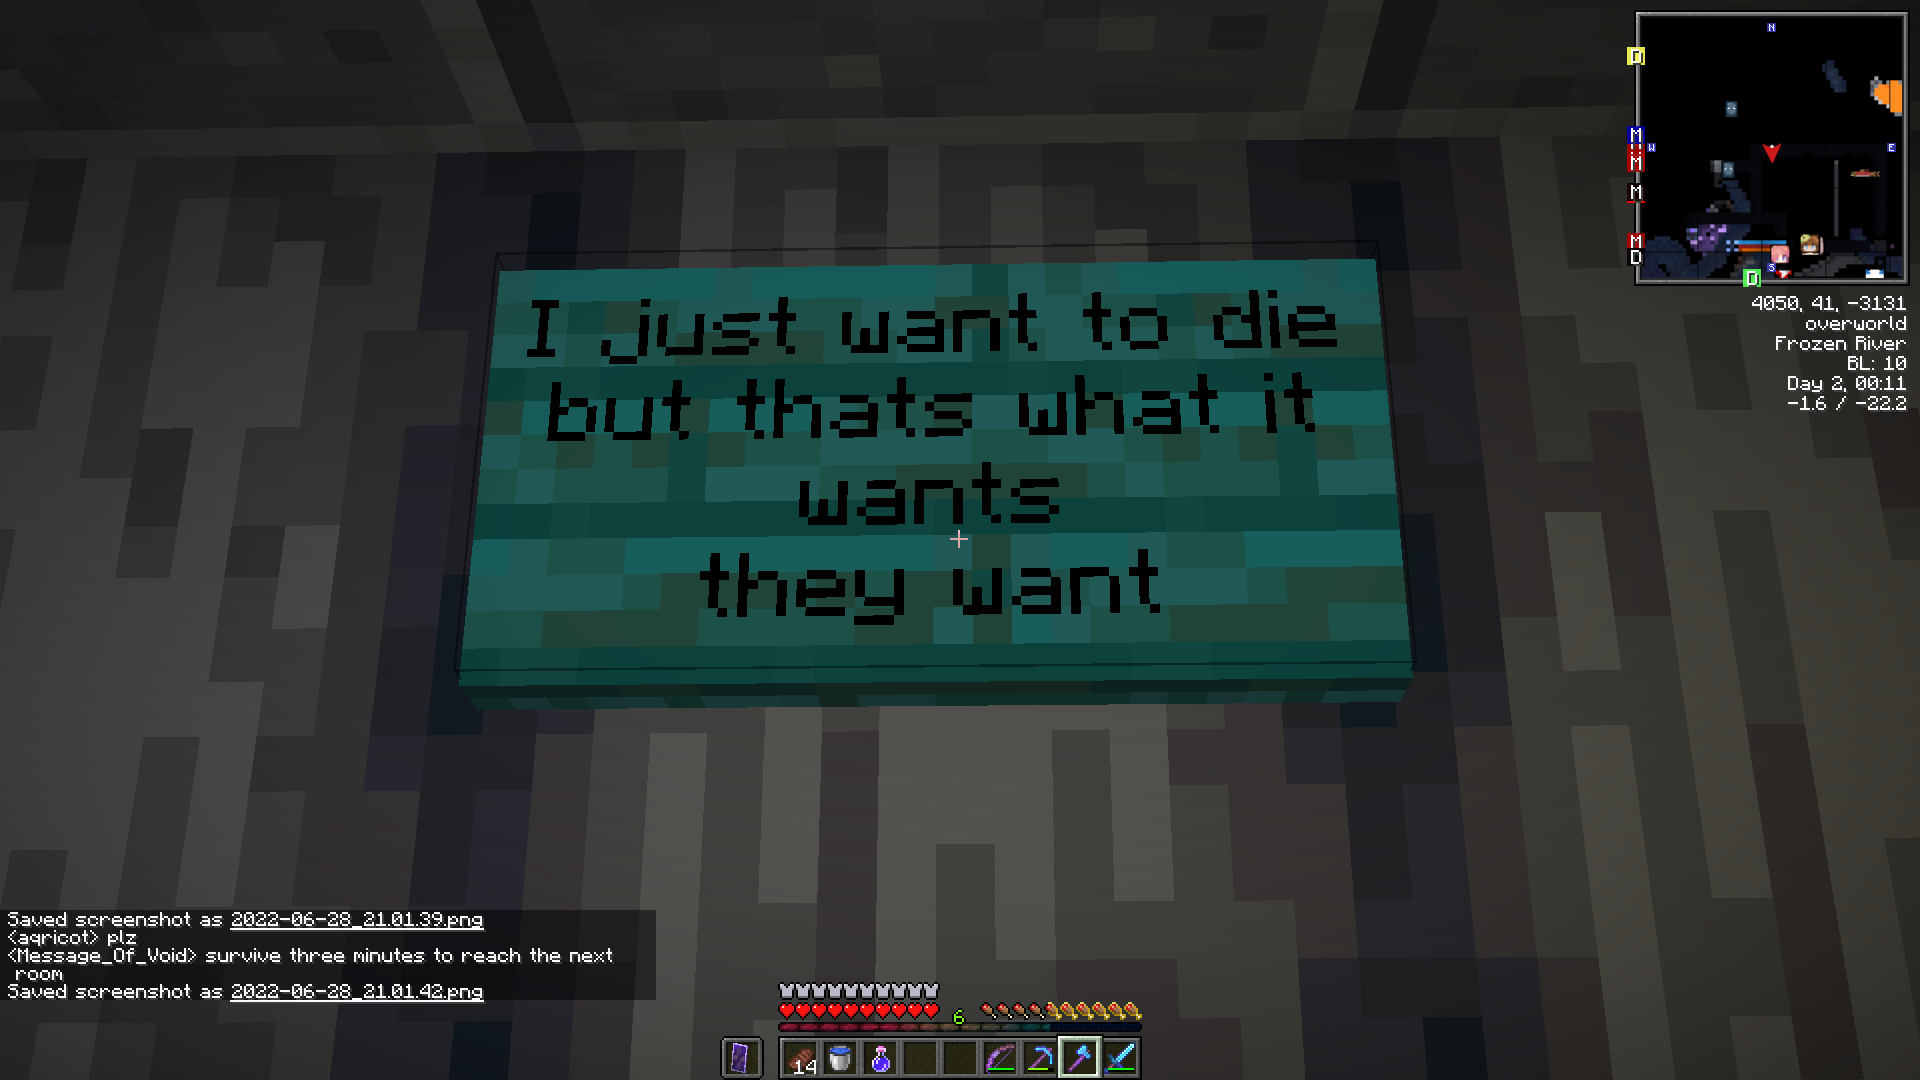 I just want to die
but thats what it
wants
they want
N
D
M
W
E
M
M
M
D
S
D
4050, 41, -3131
overworld
Frozen River
BL: 10
Day 2, 00:11
-1.6 / -22.2
Saved screenshot as 2022-06-28_21.01.39.png
<aqricot> plz
<Message_Of_Void> survive three minutes to reach the next
room
Saved screenshot as 2022-06-28_21.01.42.png
6
14